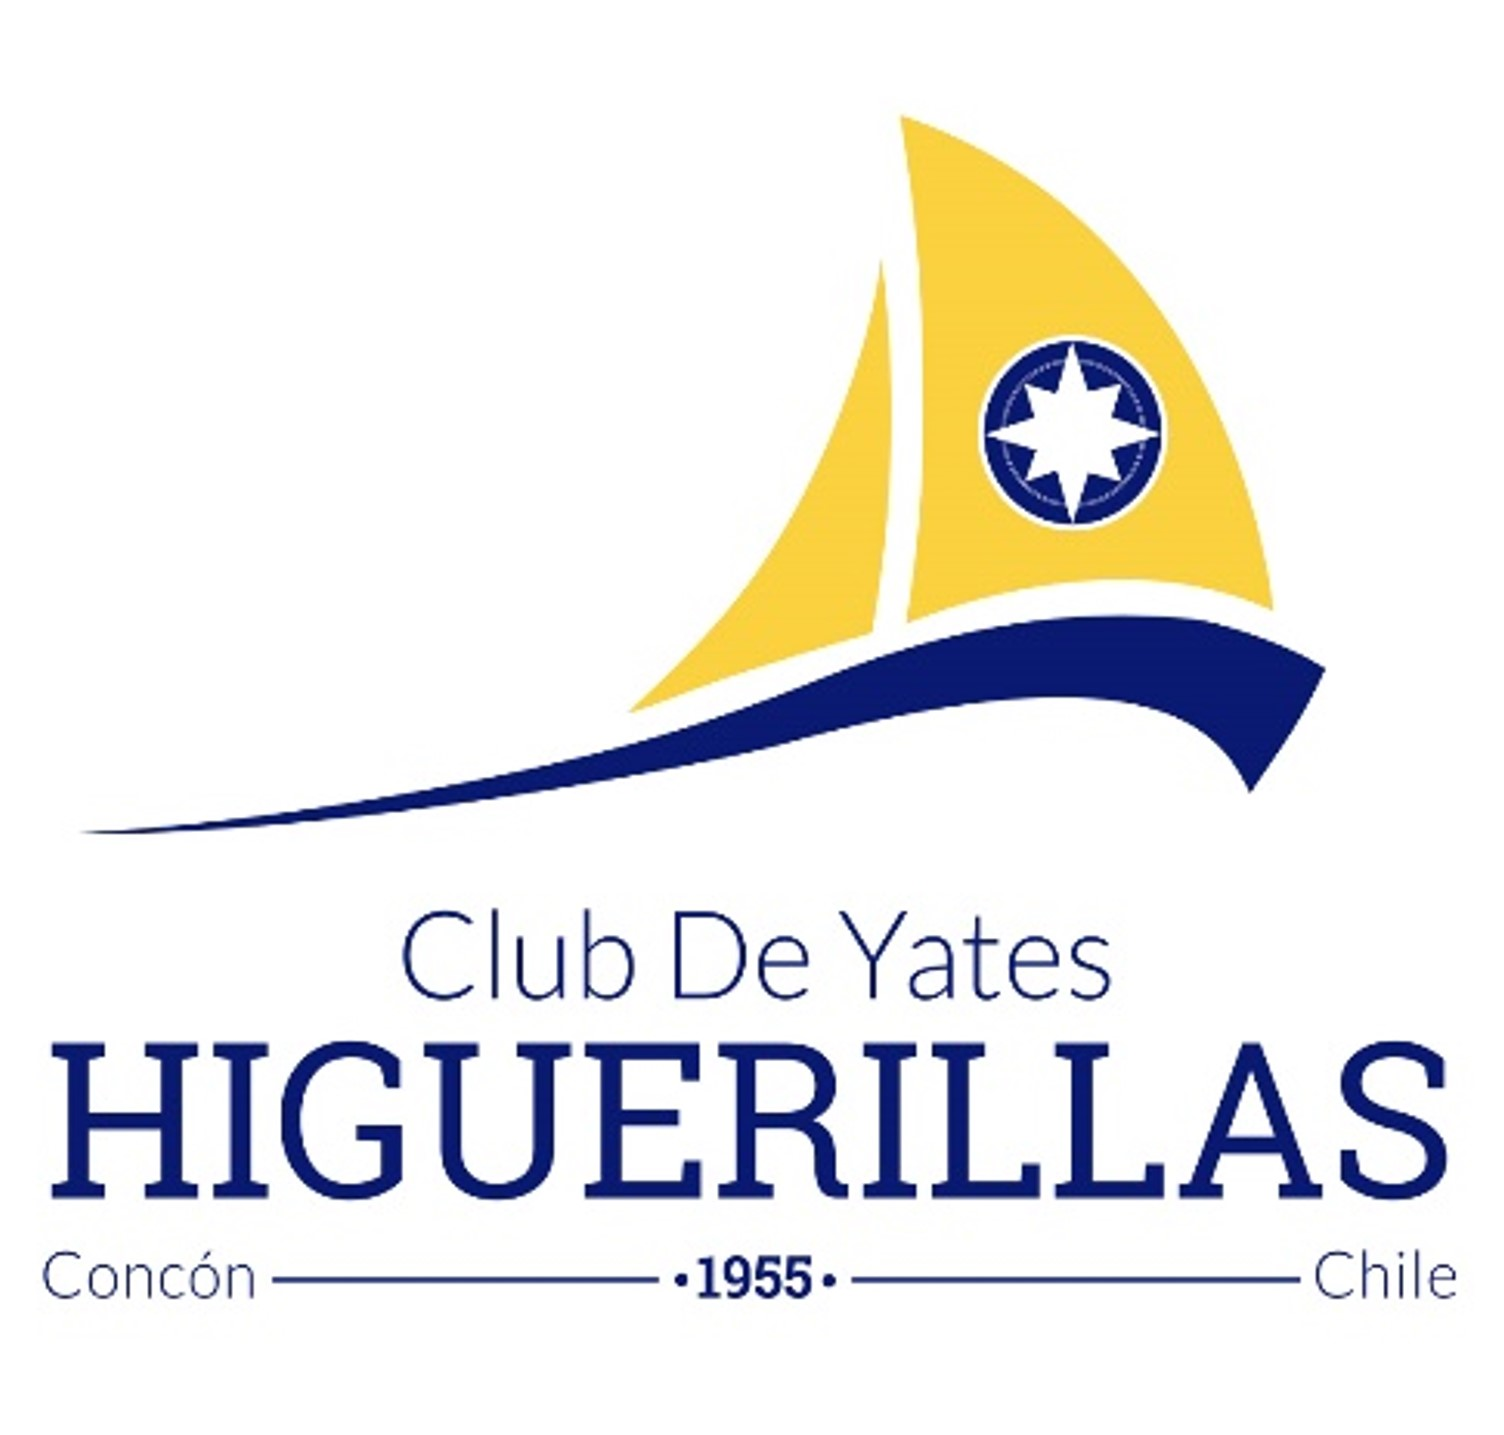 Club De Yates
HIGUERILLAS
Concón •1955• Chile